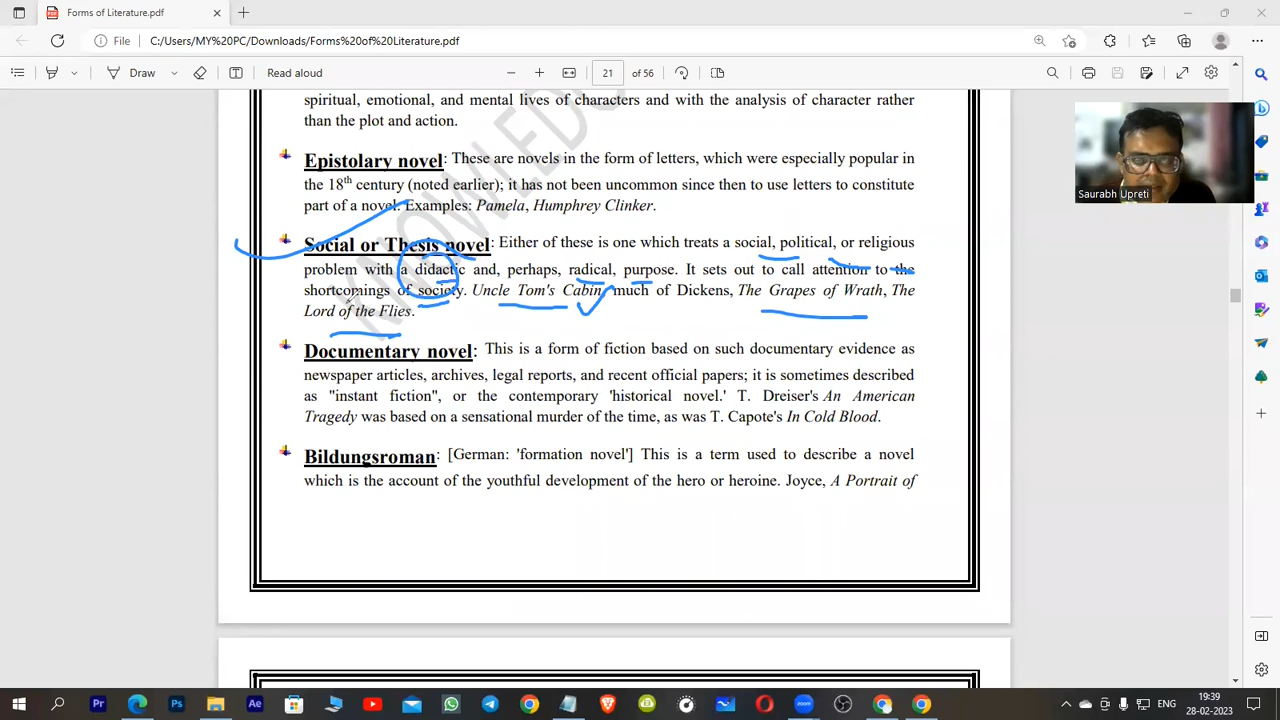 Forms of Literature.pdf
File
C:/Users/MY%20PC/Downloads/Forms%20of%20Literature.pdf
Draw
Read aloud
21
of 56
spiritual, emotional, and mental lives of characters and with the analysis of character rather
than the plot and action.
Epistolary novel: These are novels in the form of letters, which were especially popular in
the 18th century (noted earlier); it has not been uncommon since then to use letters to constitute
part of a novel. Examples: Pamela, Humphrey Clinker.
Social or Thesis novel: Either of these is one which treats a social, political, or religious
problem with a didactic and, perhaps, radical, purpose. It sets out to call attention to the
shortcomings of society. Uncle Tom's Cabin, much of Dickens, The Grapes of Wrath, The
Lord of the Flies.
Documentary novel: This is a form of fiction based on such documentary evidence as
newspaper articles, archives, legal reports, and recent official papers; it is sometimes described
as "instant fiction", or the contemporary 'historical novel.' T. Dreiser's An American
Tragedy was based on a sensational murder of the time, as was T. Capote's In Cold Blood.
Bildungsroman: [German: 'formation novel'] This is a term used to describe a novel
which is the account of the youthful development of the hero or heroine. Joyce, A Portrait of
KNOWLEDG
Saurabh Upreti
Pr
Ps
Ae
zoom
ENG
19:39
28-02-2023